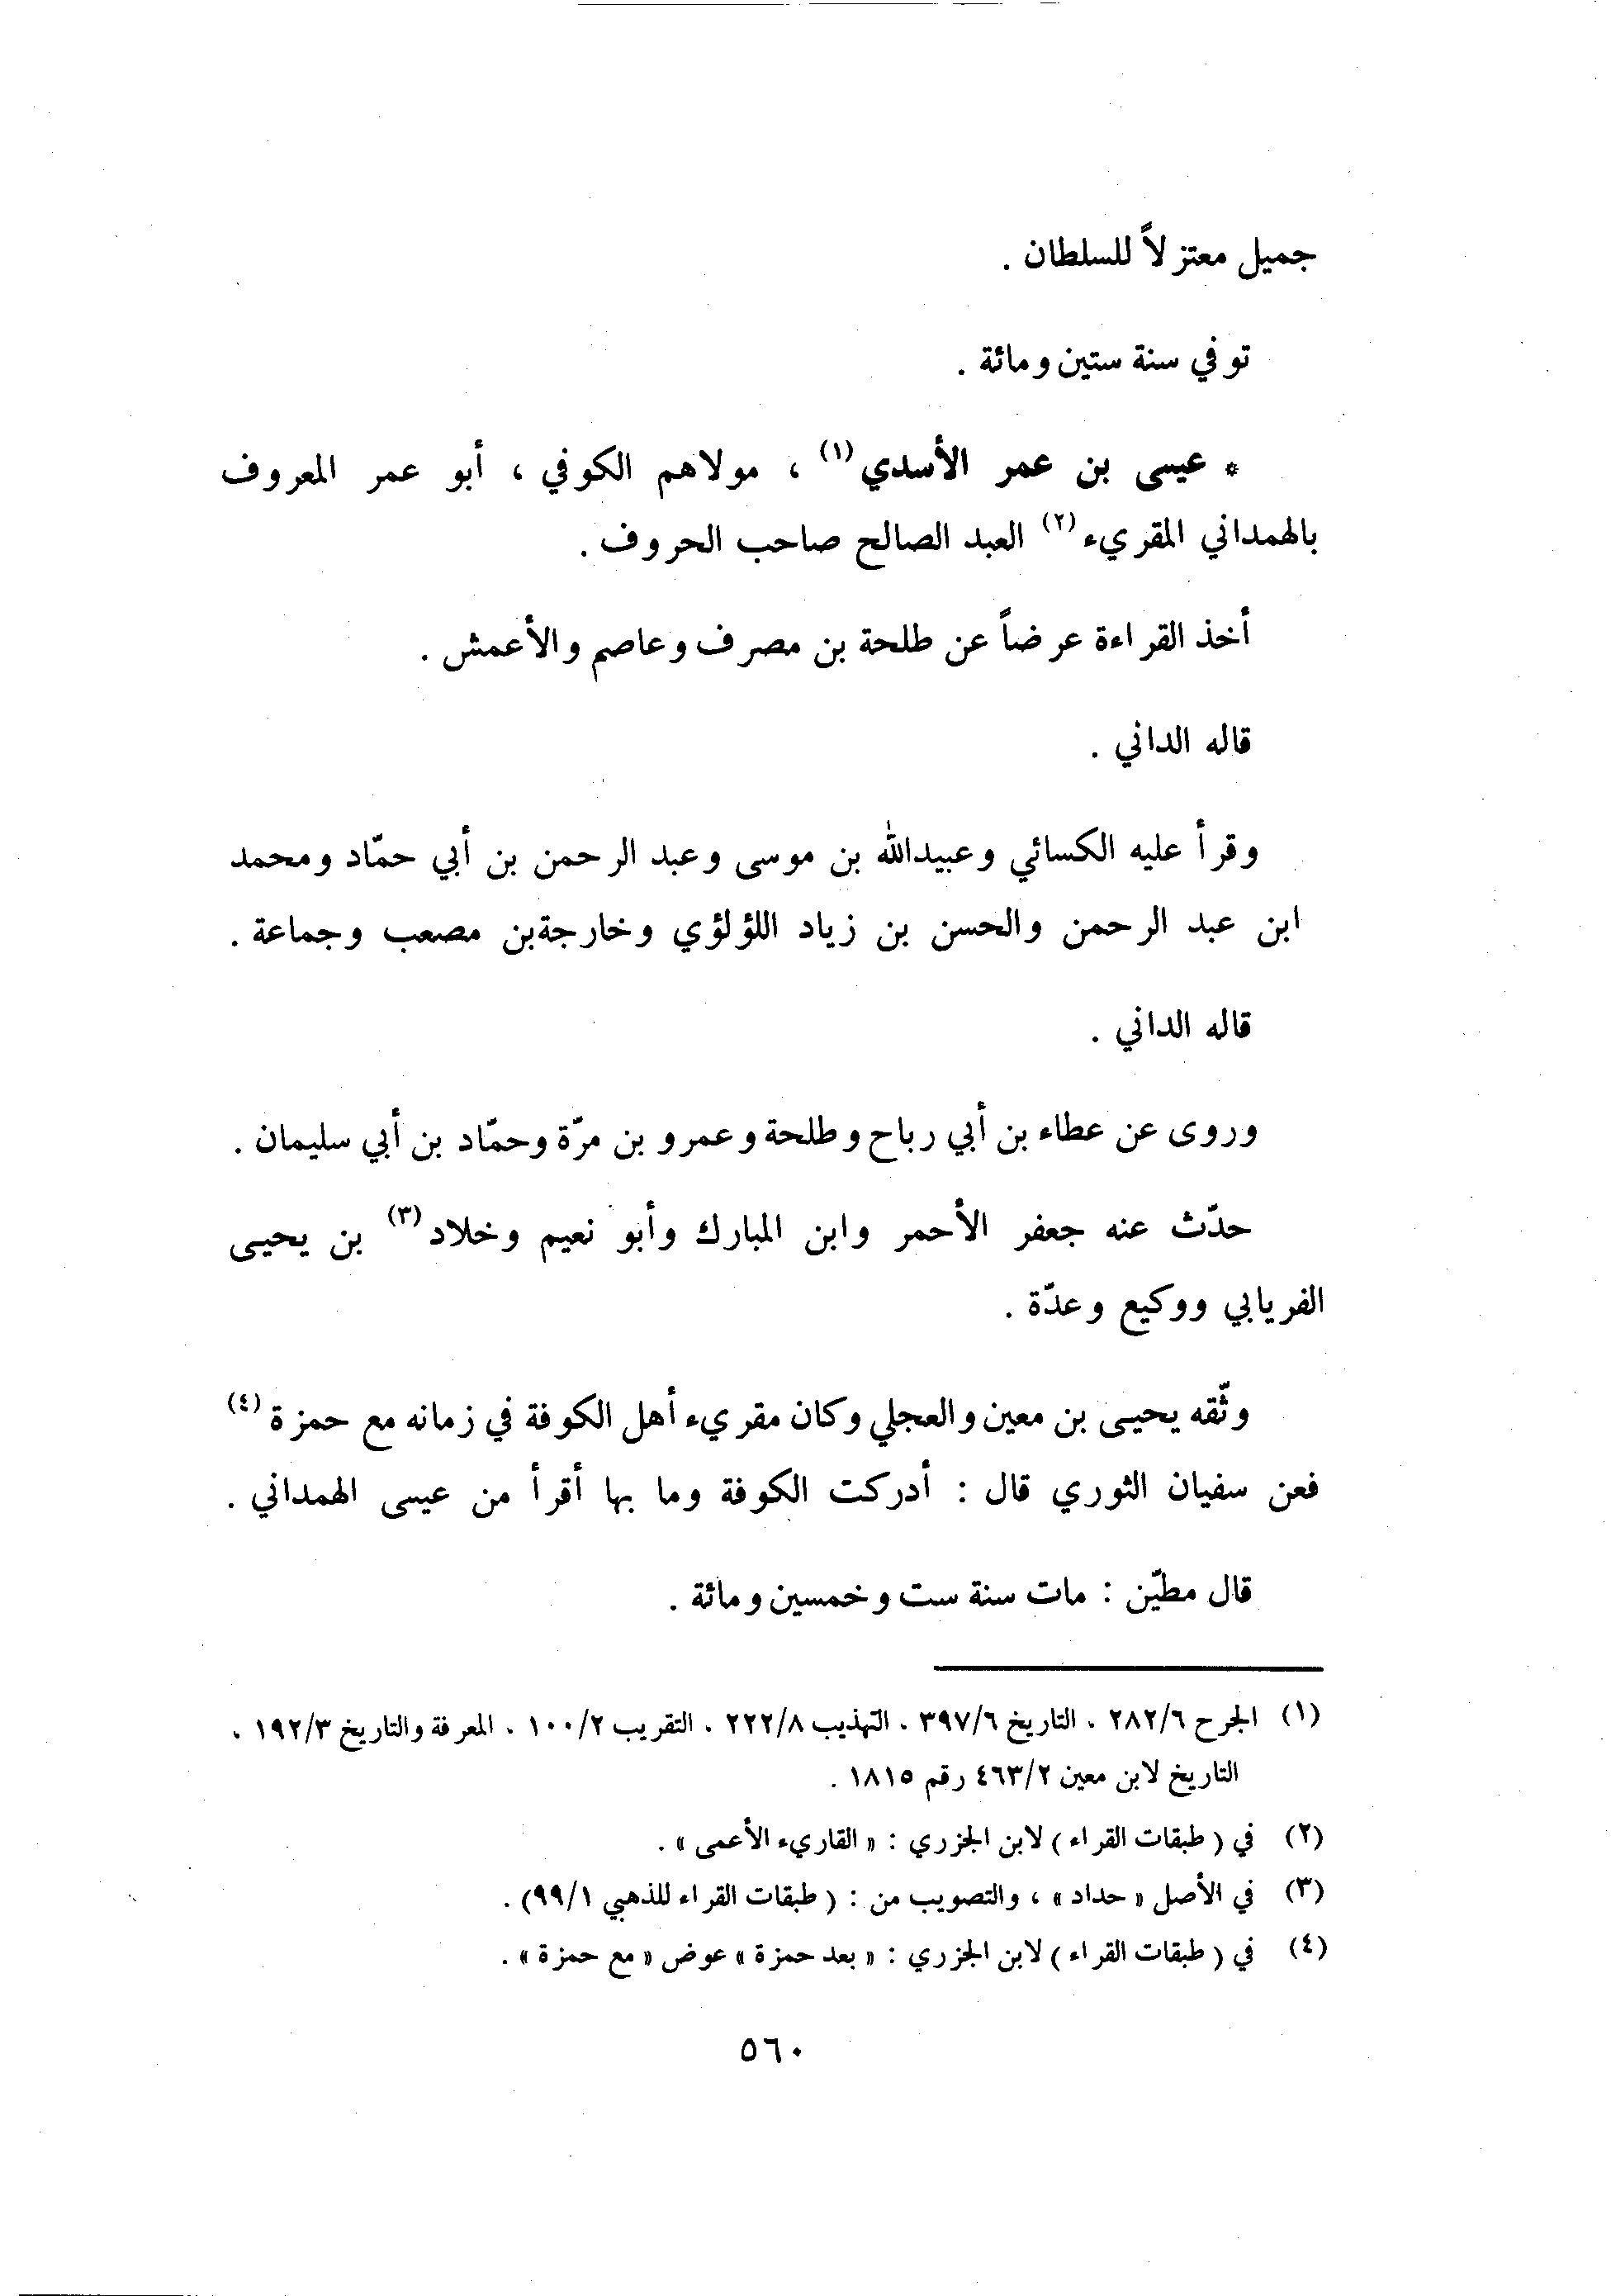 جميل معتزلاً للسلطان .
توفي سنة ستين ومائة .
* عيسى بن عمر الأسدي (١) ، مولاهم الكوفي ، أبو عمر المعروف
بالهمداني المقريء (٢) العبد الصالح صاحب الحروف .
أخذ القراءة عرضاً عن طلحة بن مصرف وعاصم والأعمش .
قاله الداني .
وقرأ عليه الكسائي وعبيدالله بن موسى وعبد الرحمن بن أبي حمّاد ومحمد
ابن عبد الرحمن والحسن بن زياد اللؤلؤي وخارجةبن مصعب وجماعة .
قاله الداني .
وروى عن عطاء بن أبي رباح وطلحة وعمرو بن مرّة وحمّاد بن أبي سليمان .
حدّث عنه جعفر الأحمر وابن المبارك وأبو نعيم وخلاد (٣) بن يحيى
الفريابي ووكيع وعدّة .
وثّقه يحيى بن معين والعجلي وكان مقريء أهل الكوفة في زمانه مع حمزة (٤)
فعن سفيان الثوري قال : أدركت الكوفة وما بها أقرأ من عيسى الهمداني .
قال مطيّن : مات سنة ست وخمسين ومائة .
(١) الجرح ٢٨٢/٦ . التاريخ ٣٩٧/٦ . التهذيب ٢٢٢/٨ . التقريب ١٠٠/٢ . المعرفة والتاريخ ١٩٢/٣ .
التاريخ لابن معين ٤٦٣/٢ رقم ١٨١٥ .
(٢) في ( طبقات القراء ) لابن الجزري : « القاريء الأعمى » .
(٣) في الأصل « حداد » ، والتصويب من : ( طبقات القراء للذهبي ٩٩/١) .
(٤) في ( طبقات القراء ) لابن الجزري : « بعد حمزة » عوض « مع حمزة » .
٥٦٠